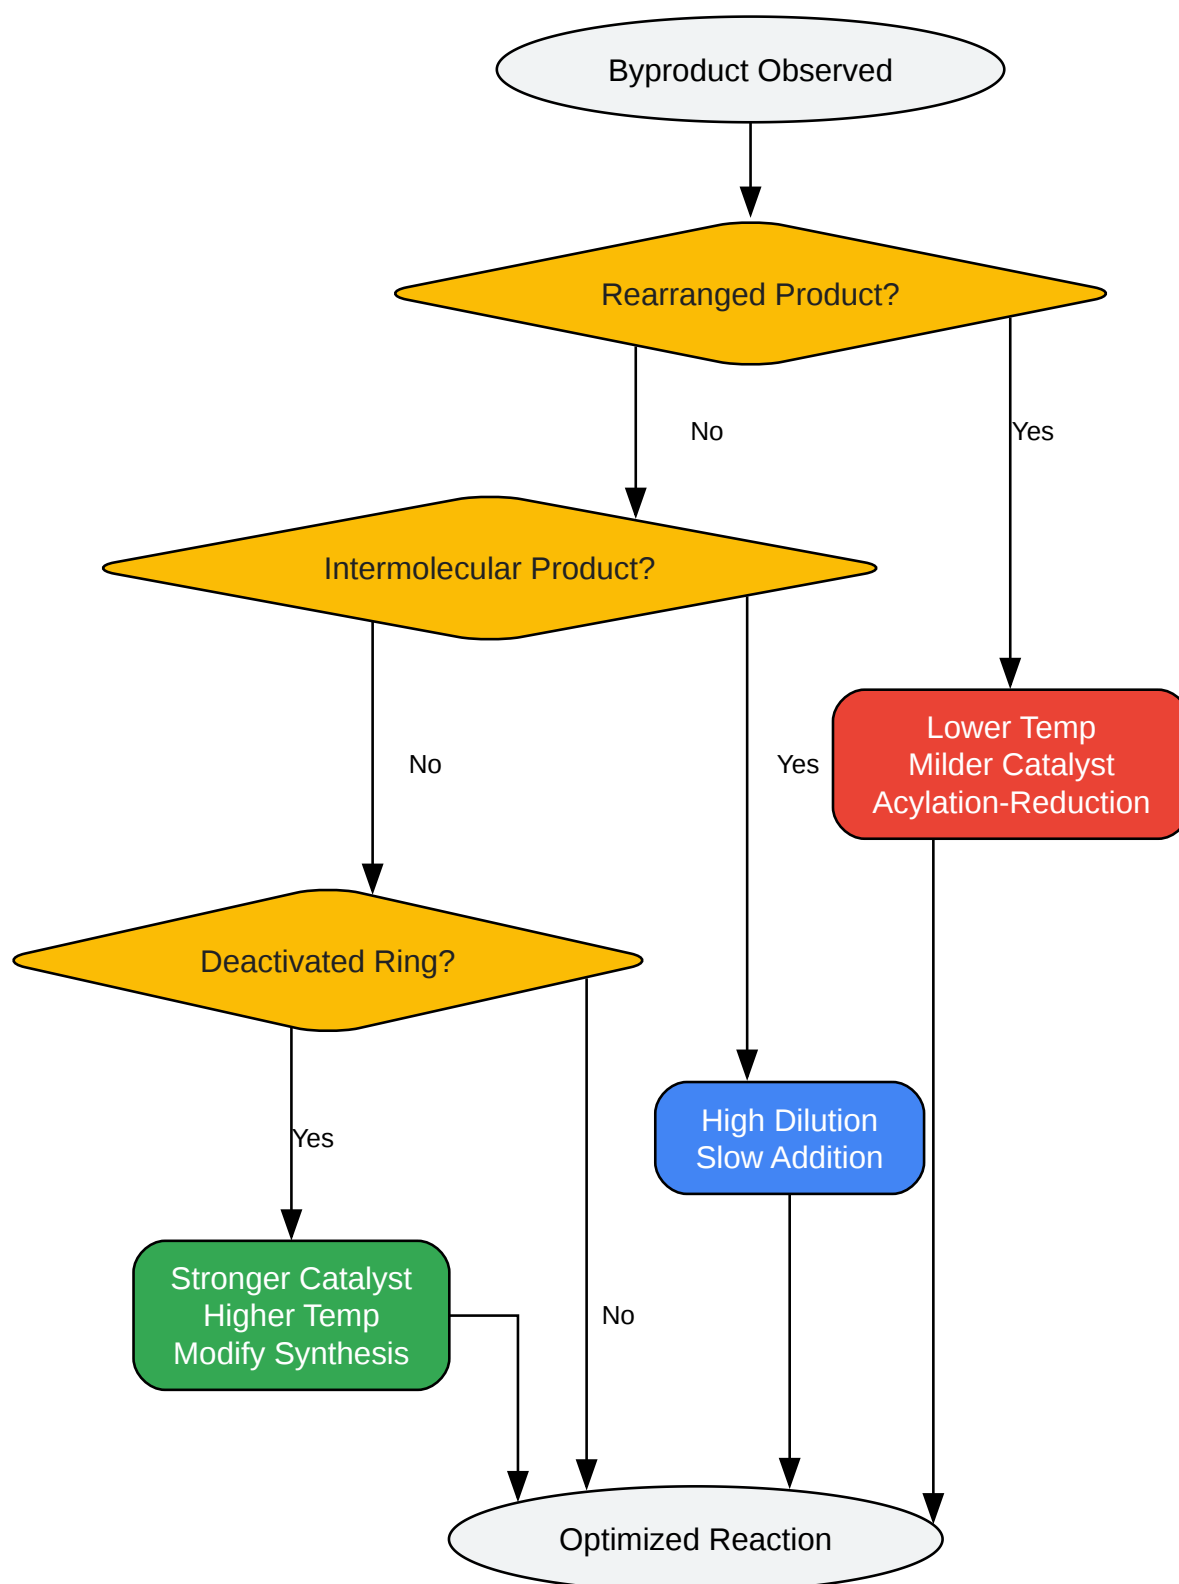 Byproduct Observed
Rearranged Product?
No
Yes
Intermolecular Product?
Lower Temp
Milder Catalyst
Acylation-Reduction
No
Yes
Deactivated Ring?
High Dilution
Slow Addition
Yes
Stronger Catalyst
Higher Temp
Modify Synthesis
No
Optimized Reaction